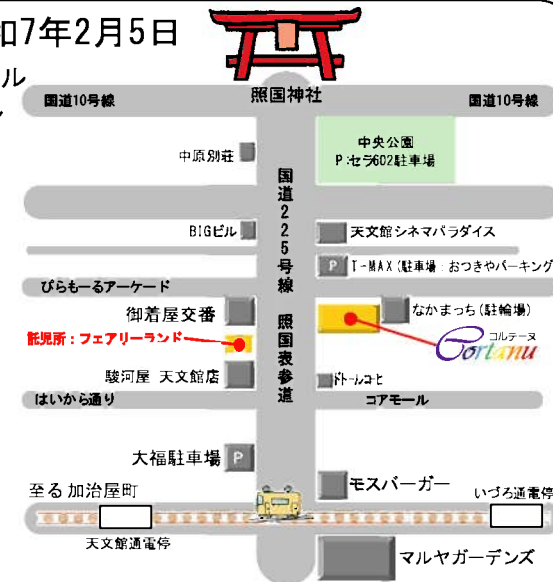 和7年2月5日
ル
照国神社
国道10号線
国道10号線
中央公園
P:セラ602駐車場
中原別荘
国道225号線 照国表参道
BIGビル
天文館シネマパラダイス
P
T-MAX(駐車場:おつきやパーキング
ぴらもーるアーケード
御着屋交番
なかまっち(駐輪場)
託児所:フェアリーランド
コルテーヌ
Cortanu
駿河屋 天文館店
ドトールコーヒー
はいから通り
コアモール
大福駐車場
P
モスバーガー
至る 加治屋町
いづろ通電停
天文館通電停
マルヤガーデンズ